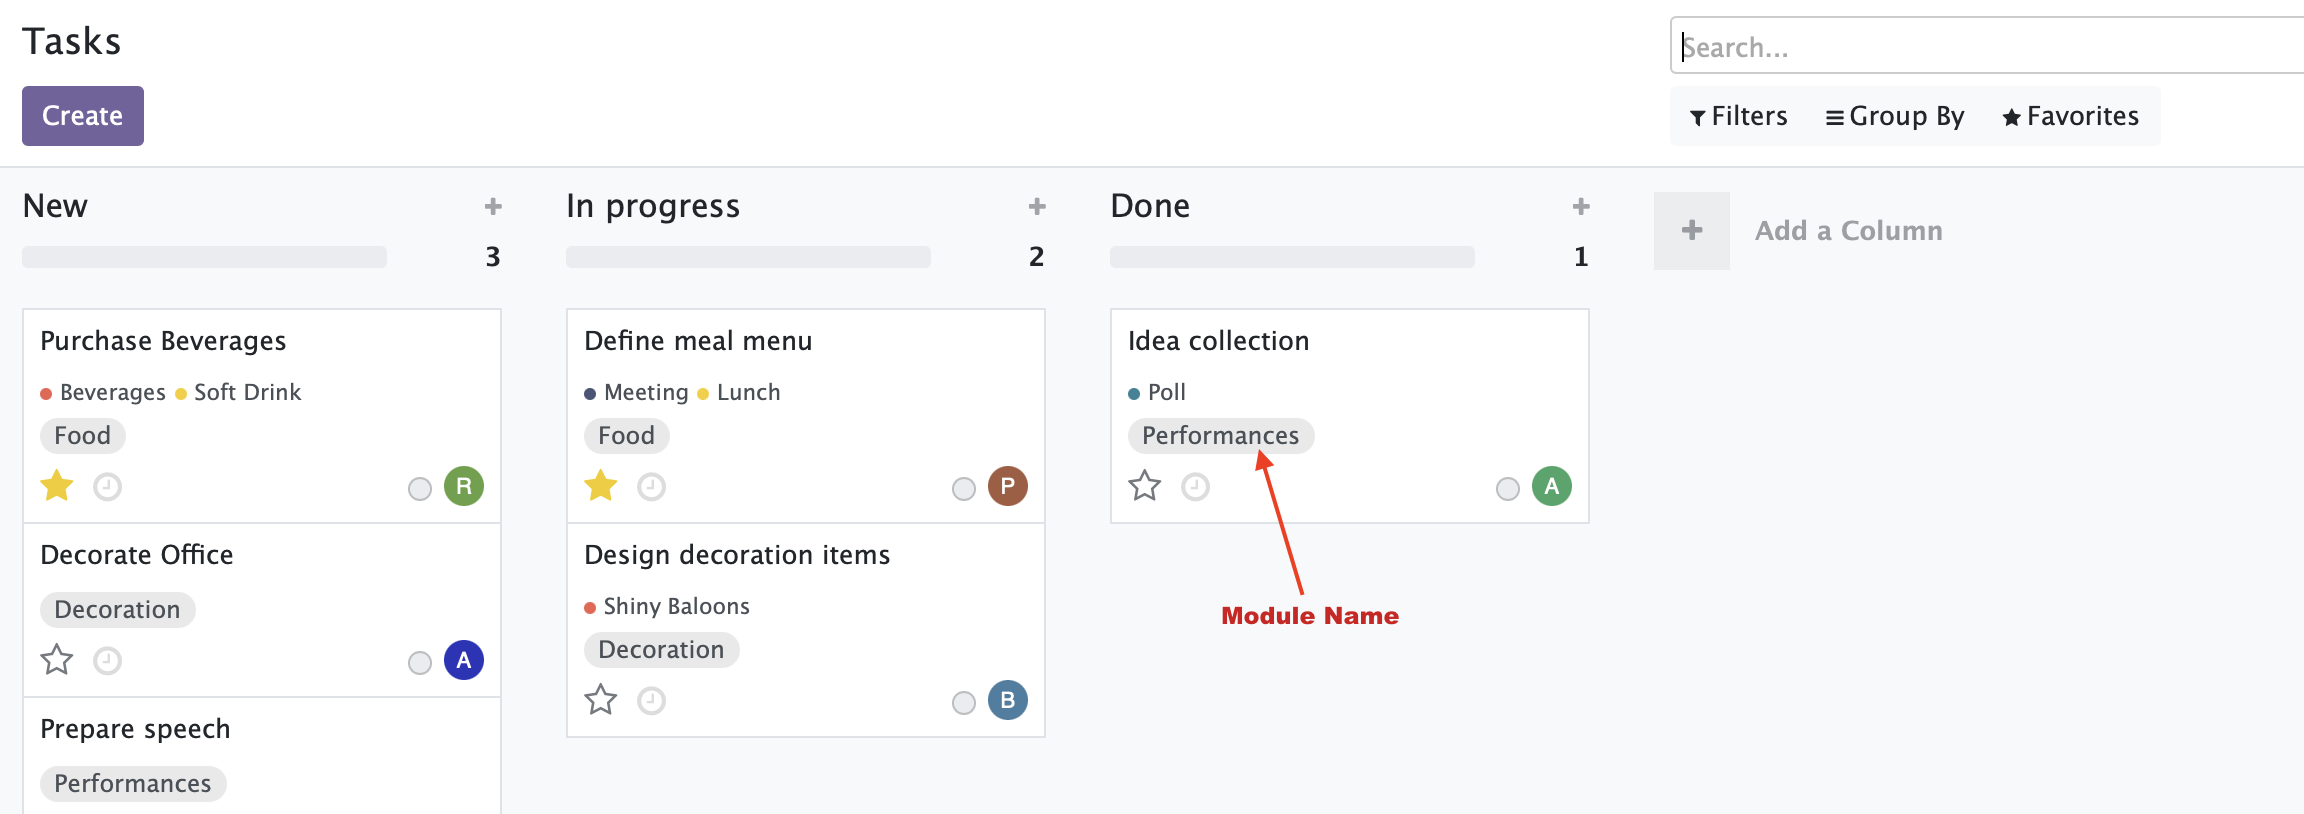 Tasks
Search...
Create
Filters Group By Favorites
New
3
Purchase Beverages
Beverages Soft Drink
Food
R
Decorate Office
Decoration
A
Prepare speech
Performances
In progress
2
Define meal menu
Meeting Lunch
Food
P
Design decoration items
Shiny Baloons
Decoration
B
Done
1
Idea collection
Poll
Performances
A
Module Name
Add a Column